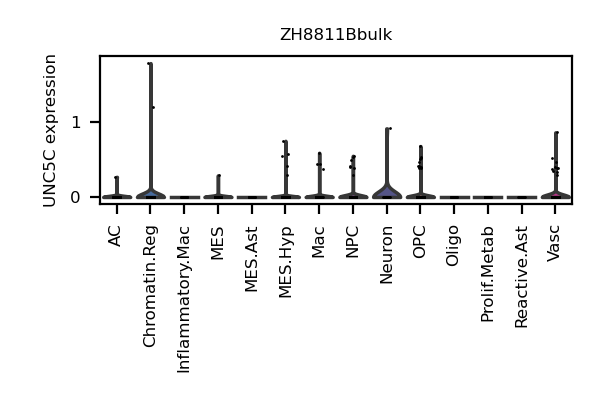 ZH8811Bbulk
UNC5C expression
1
0
AC
Chromatin.Reg
Inflammatory.Mac
MES
MES.Ast
MES.Hyp
Mac
NPC
Neuron
OPC
Oligo
Prolif.Metab
Reactive.Ast
Vasc